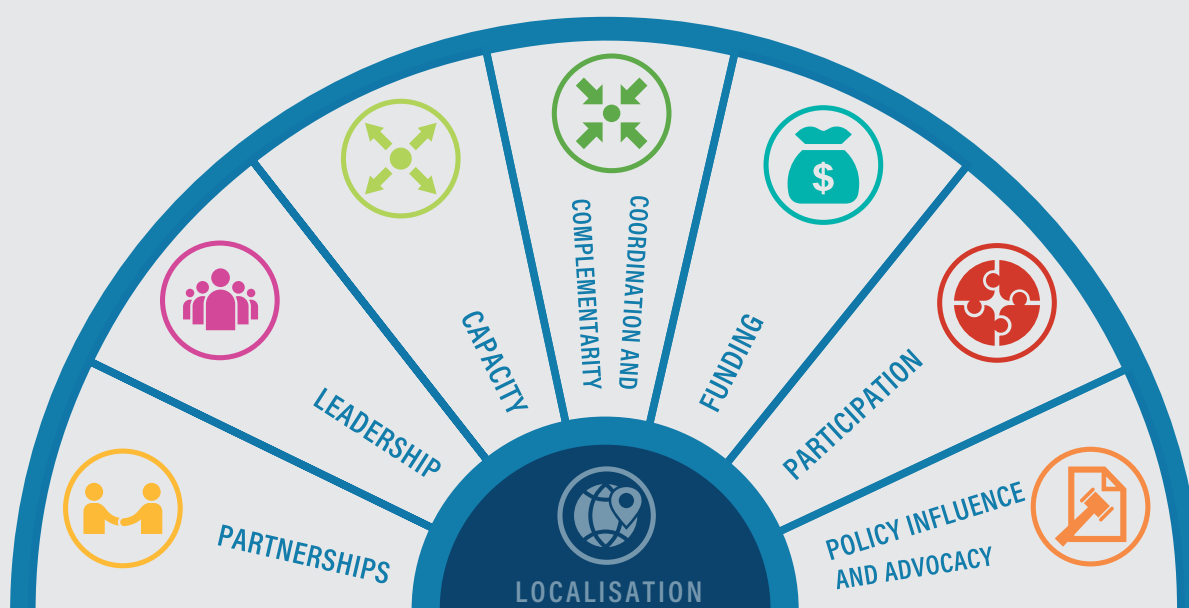 PARTNERSHIPS
LEADERSHIP
CAPACITY
COORDINATION AND
COMPLEMENTARITY
FUNDING
$
PARTICIPATION
POLICY INFLUENCE
AND ADVOCACY
LOCALISATION